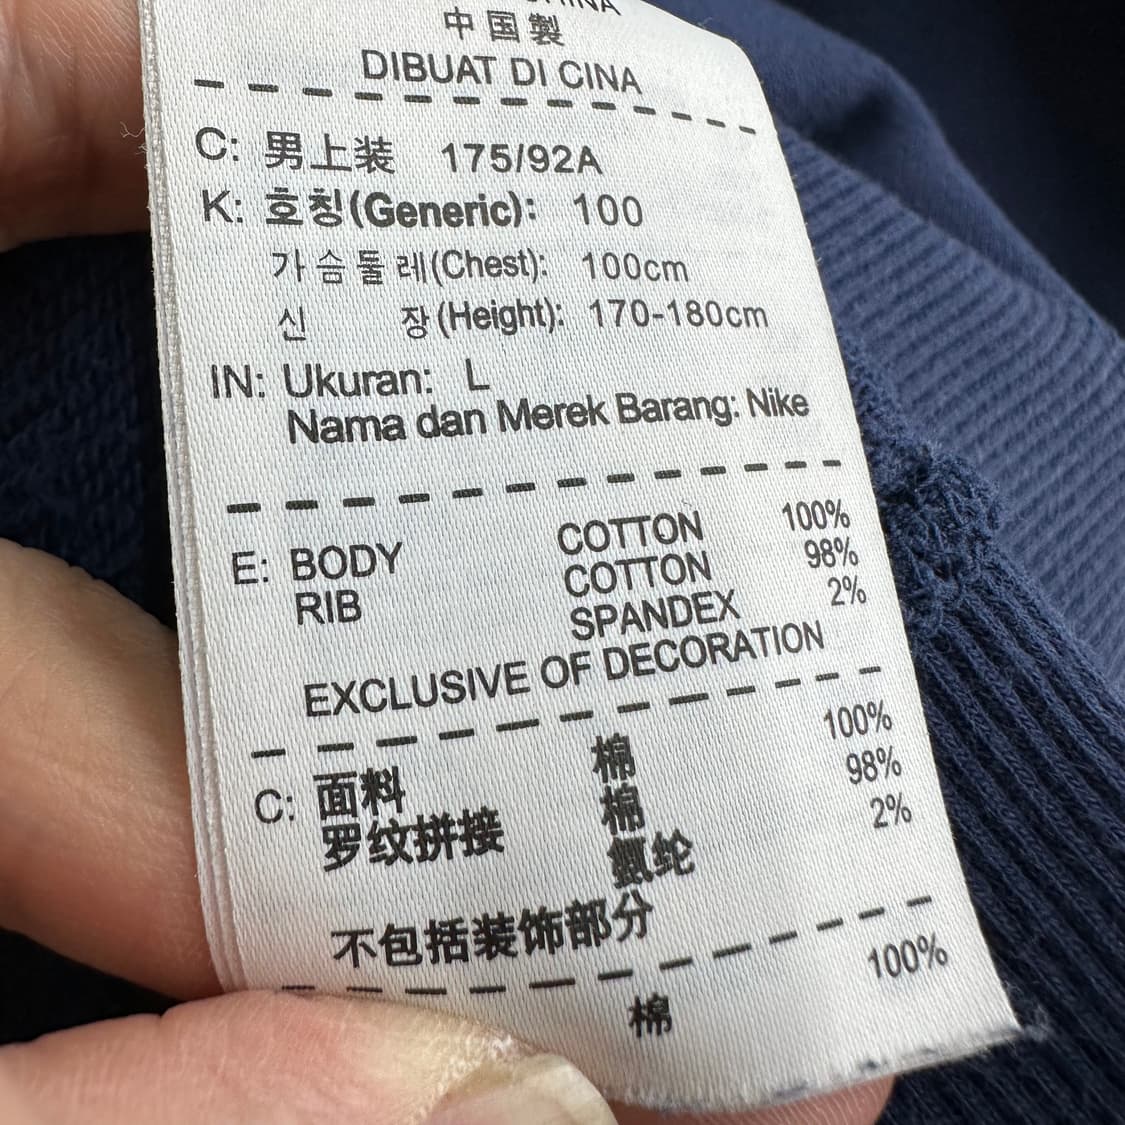 CHINA
中国製
DIBUAT DI CINA
C: 男上装 175/92A
K: 호칭(Generic): 100
가슴둘레(Chest): 100cm
신 장(Height): 170-180cm
IN: Ukuran: L
Nama dan Merek Barang: Nike
E: BODY COTTON 100%
RIB COTTON 98%
SPANDEX 2%
EXCLUSIVE OF DECORATION
C: 面料 棉 100%
罗纹拼接 棉 98%
氨纶 2%
不包括装饰部分
棉 100%